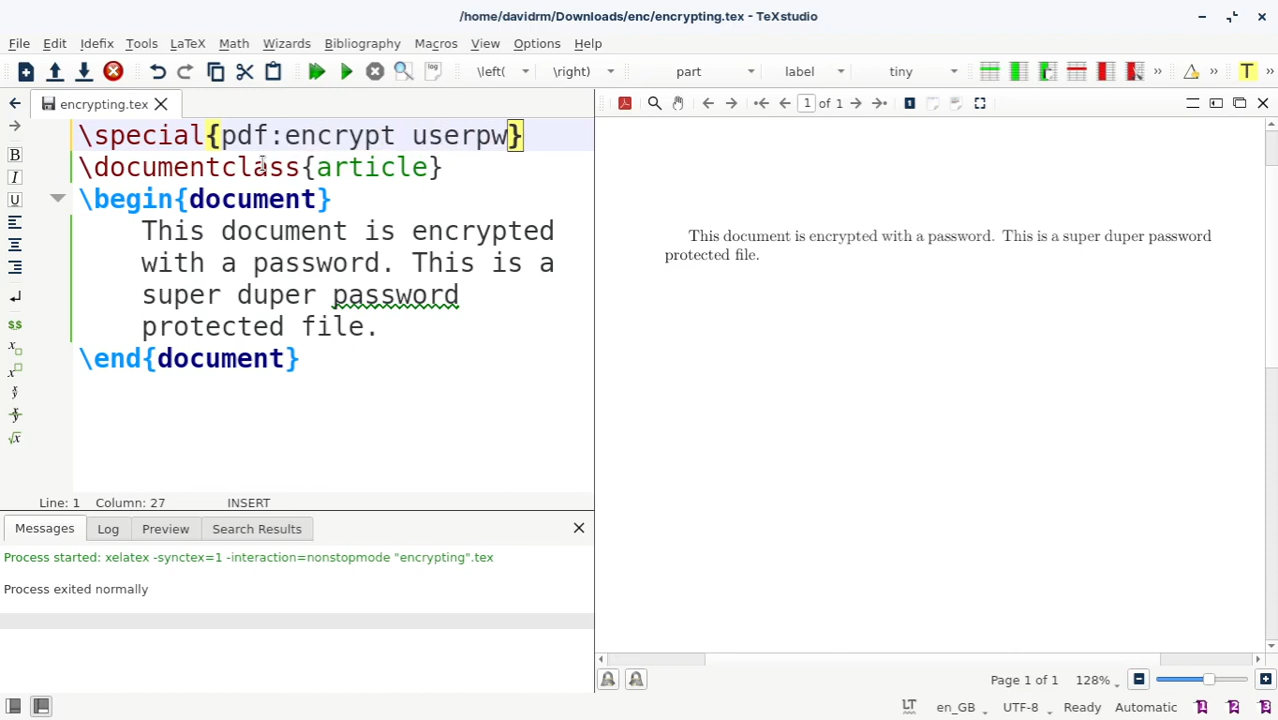 /home/davidrm/Downloads/enc/encrypting.tex - TeXstudio
File Edit Idefix Tools LaTeX Math Wizards Bibliography Macros View Options Help
\left( \right) part label tiny » » T »
encrypting.tex
1 of 1
\special{pdf:encrypt userpw}
\documentclass{article}
\begin{document}
This document is encrypted
with a password. This is a
super duper password
protected file.
\end{document}
This document is encrypted with a password. This is a super duper password
protected file.
Line: 1 Column: 27 INSERT
Messages Log Preview Search Results
Process started: xelatex -synctex=1 -interaction=nonstopmode "encrypting".tex
Process exited normally
Page 1 of 1 128%
LT en_GB UTF-8 Ready Automatic 1 2 3